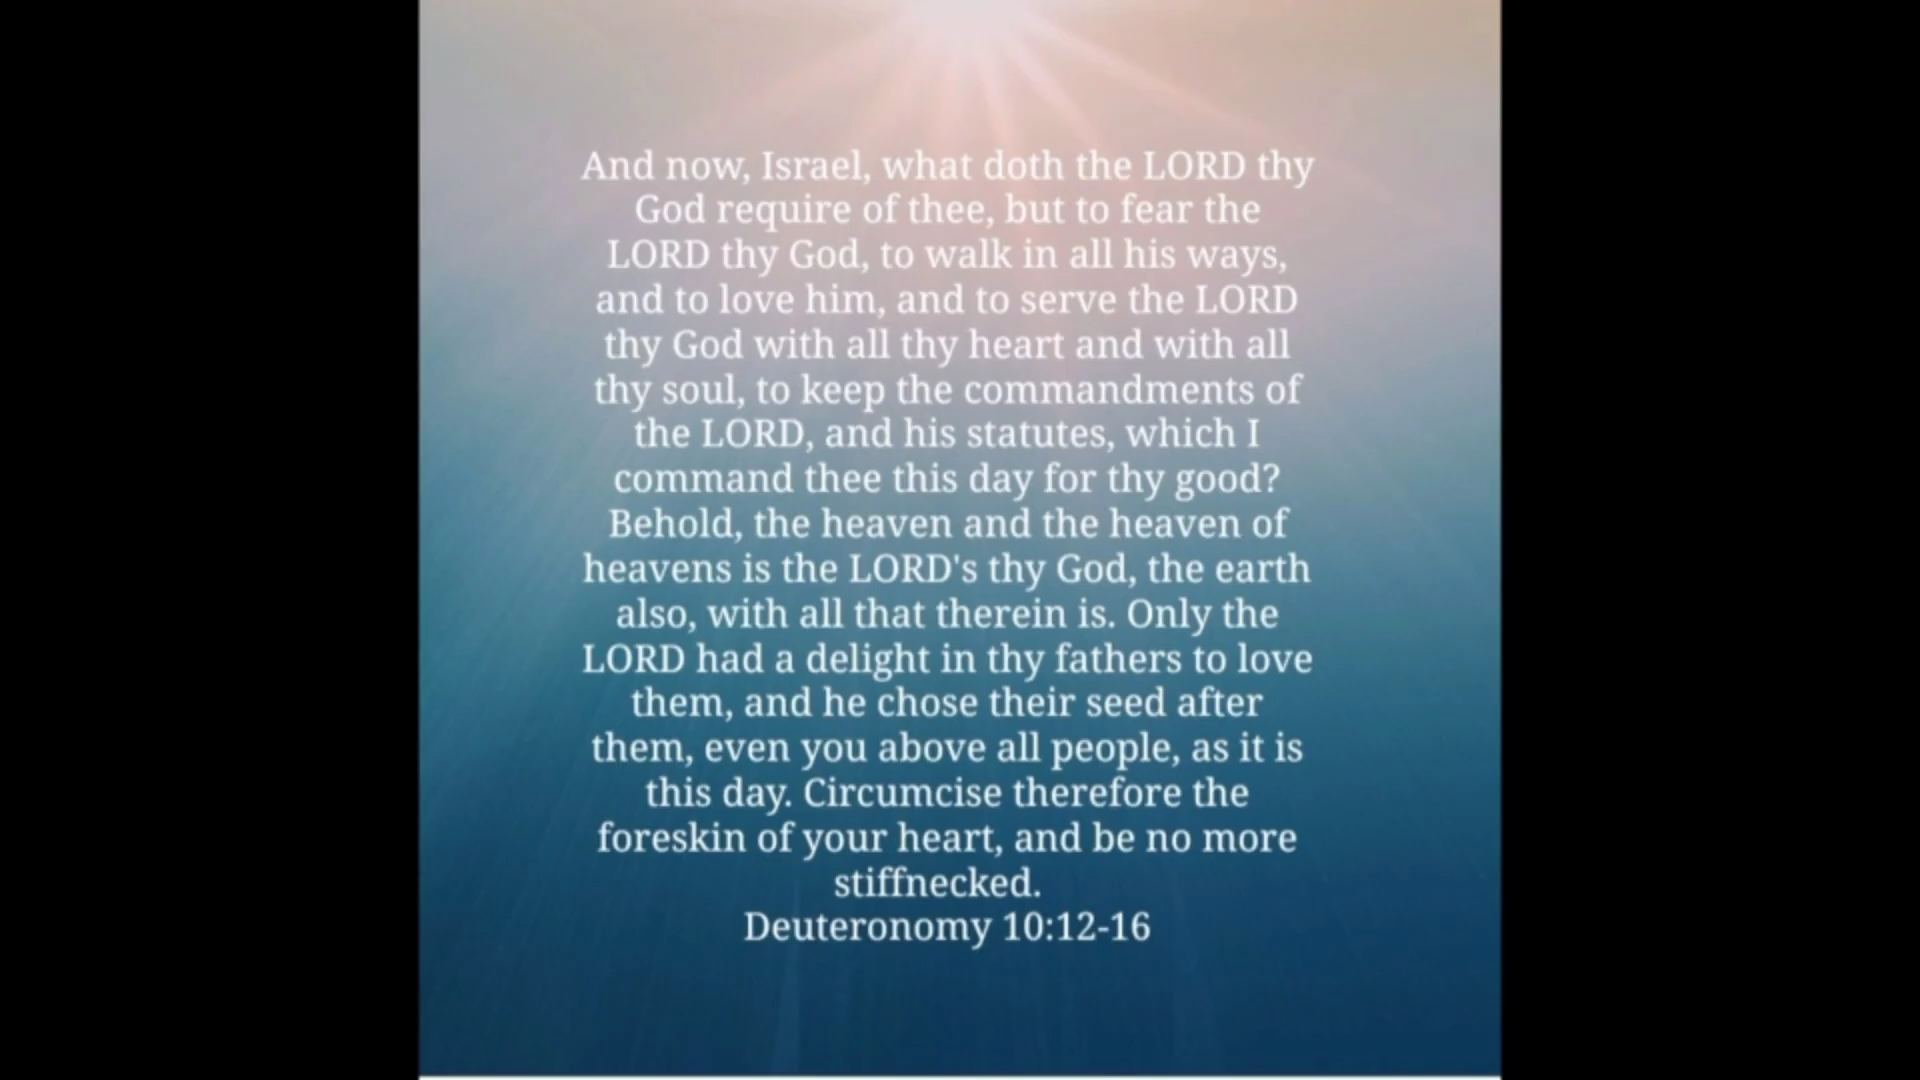 And now, Israel, what doth the LORD thy
God require of thee, but to fear the
LORD thy God, to walk in all his ways,
and to love him, and to serve the LORD
thy God with all thy heart and with all
thy soul, to keep the commandments of
the LORD, and his statutes, which I
command thee this day for thy good?
Behold, the heaven and the heaven of
heavens is the LORD's thy God, the earth
also, with all that therein is. Only the
LORD had a delight in thy fathers to love
them, and he chose their seed after
them, even you above all people, as it is
this day. Circumcise therefore the
foreskin of your heart, and be no more
stiffnecked.
Deuteronomy 10:12-16